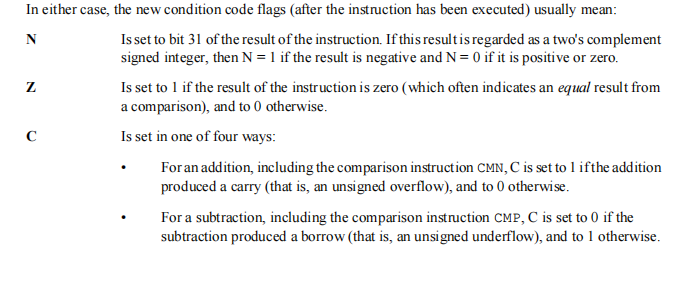 In either case, the new condition code flags (after the instruction has been executed) usually mean:
N Is set to bit 31 of the result of the instruction. If this result is regarded as a two's complement
signed integer, then N = 1 if the result is negative and N = 0 if it is positive or zero.
Z Is set to 1 if the result of the instruction is zero (which often indicates an equal result from
a comparison), and to 0 otherwise.
C Is set in one of four ways:
• For an addition, including the comparison instruction CMN, C is set to 1 if the addition
produced a carry (that is, an unsigned overflow), and to 0 otherwise.
• For a subtraction, including the comparison instruction CMP, C is set to 0 if the
subtraction produced a borrow (that is, an unsigned underflow), and to 1 otherwise.